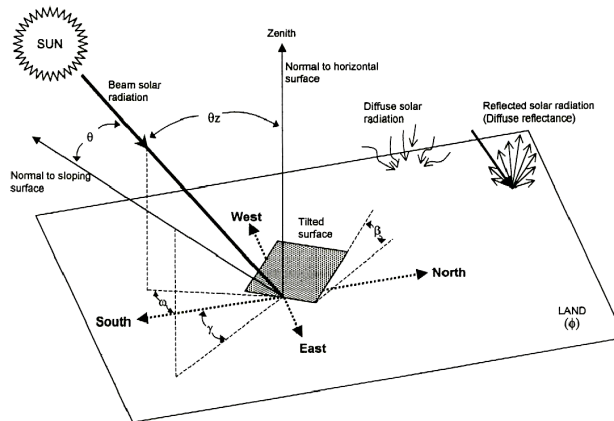 SUN
Zenith
Normal to horizontal
surface
Beam solar
radiation
θz
θ
Diffuse solar
radiation
Reflected solar radiation
(Diffuse reflectance)
Normal to sloping
surface
West
Tilted
surface
β
North
South
ω
γ
East
LAND
(ϕ)